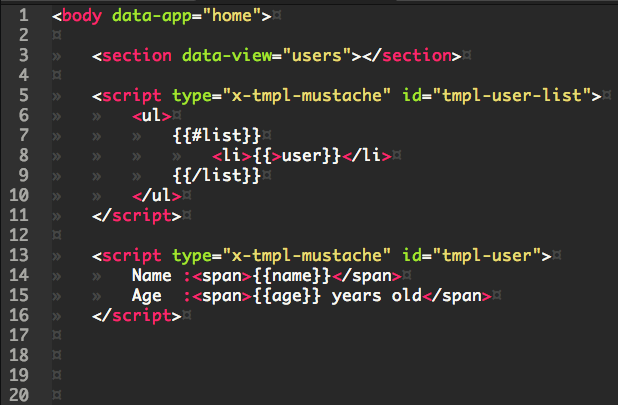 1 <body data-app="home">¤
2 ¤
3 » <section data-view="users"></section>¤
4 ¤
5 » <script type="x-tmpl-mustache" id="tmpl-user-list">¤
6 » » <ul>¤
7 » » » {{#list}}¤
8 » » » » <li>{{>user}}</li>¤
9 » » » {{/list}}¤
10 » » </ul>¤
11 » </script>¤
12 ¤
13 » <script type="x-tmpl-mustache" id="tmpl-user">¤
14 » » Name :<span>{{name}}</span>¤
15 » » Age  :<span>{{age}} years old</span>¤
16 » </script>¤
17 ¤
18 ¤
19 ¤
20 ¤